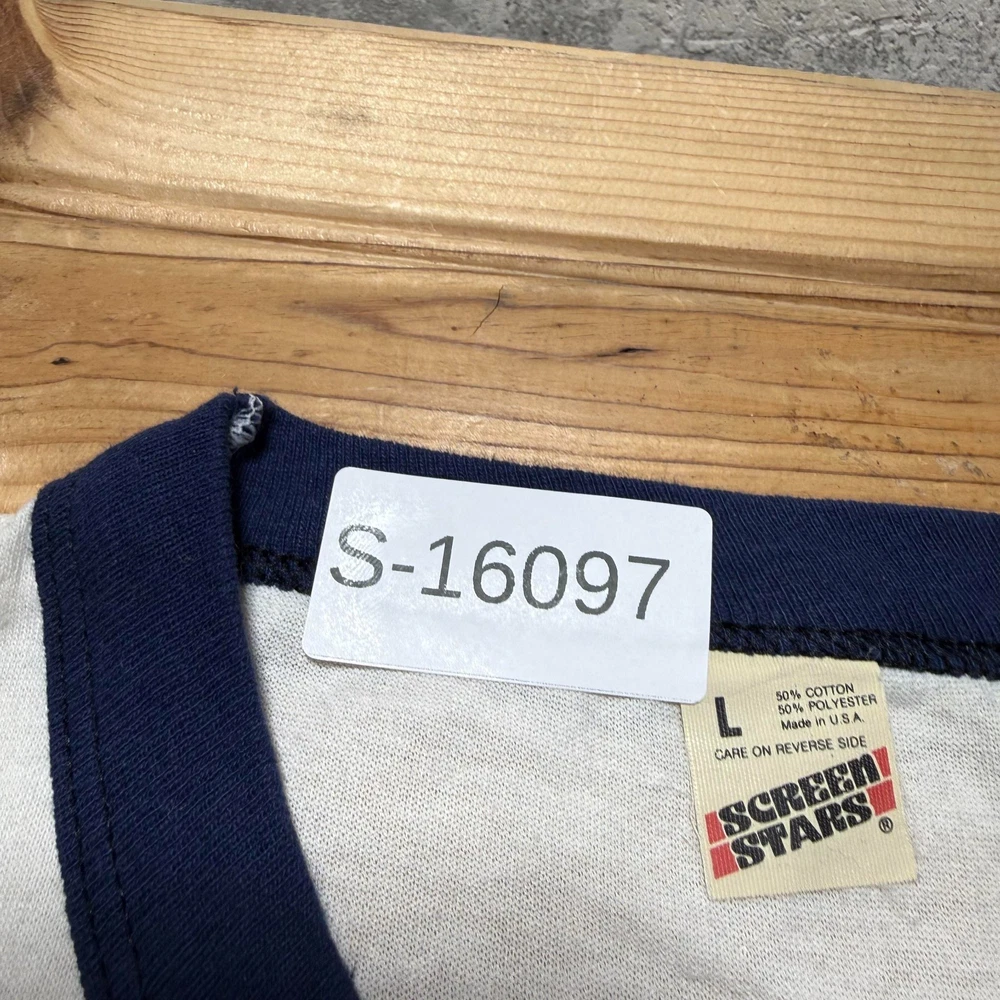 S-16097
L
50% COTTON
50% POLYESTER
Made in U.S.A.
CARE ON REVERSE SIDE
SCREEN
STARS
®